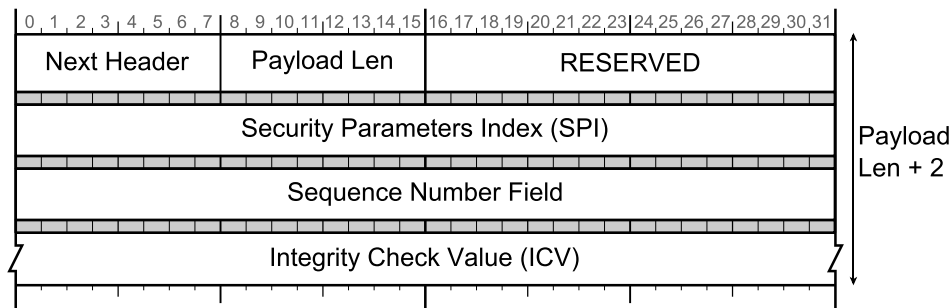 0 1 2 3 4 5 6 7 8 9 10 11 12 13 14 15 16 17 18 19 20 21 22 23 24 25 26 27 28 29 30 31
Next Header Payload Len RESERVED
Security Parameters Index (SPI)
Sequence Number Field
Integrity Check Value (ICV)
Payload
Len + 2